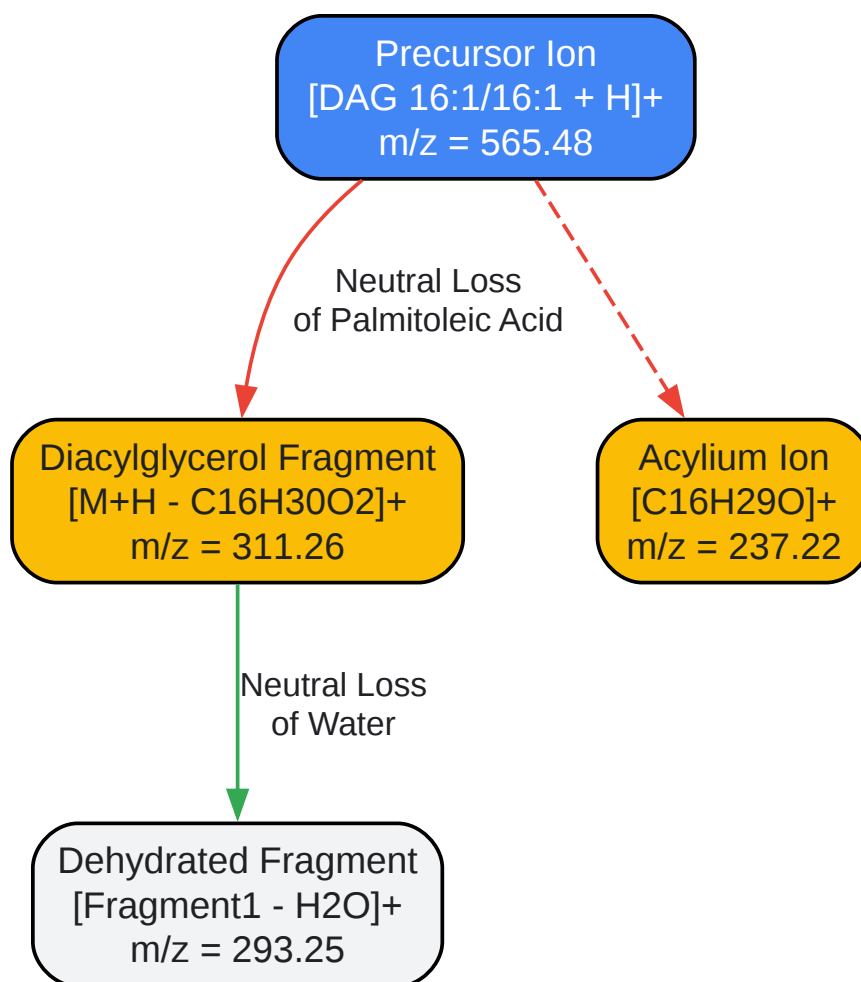 Precursor Ion
[DAG 16:1/16:1 + H]+
m/z = 565.48
Neutral Loss
of Palmitoleic Acid
Diacylglycerol Fragment
[M+H - C16H30O2]+
m/z = 311.26
Acylium Ion
[C16H29O]+
m/z = 237.22
Neutral Loss
of Water
Dehydrated Fragment
[Fragment1 - H2O]+
m/z = 293.25